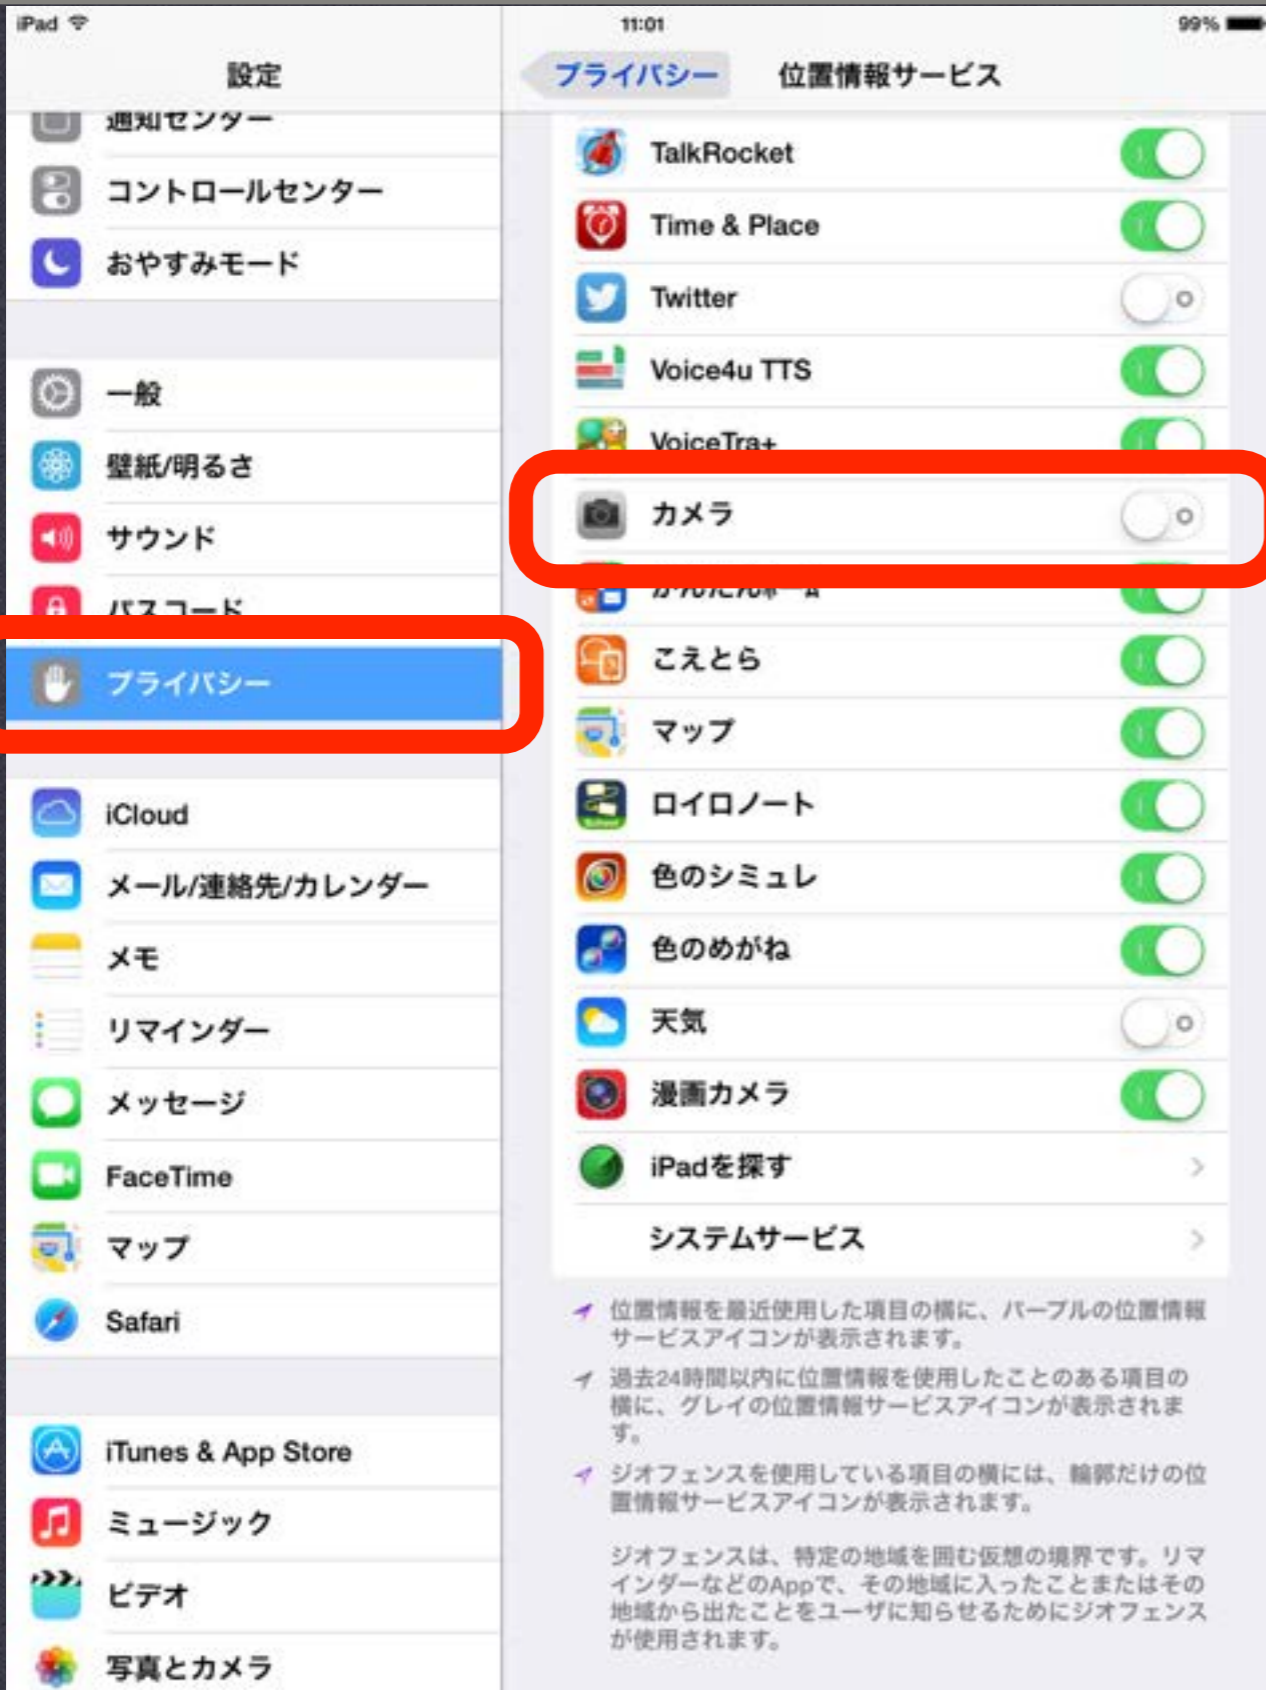 iPad
11:01
99%
設定
通知センター
コントロールセンター
おやすみモード
一般
壁紙/明るさ
サウンド
パスコード
プライバシー
iCloud
メール/連絡先/カレンダー
メモ
リマインダー
メッセージ
FaceTime
マップ
Safari
iTunes & App Store
ミュージック
ビデオ
写真とカメラ
プライバシー
位置情報サービス
TalkRocket
Time & Place
Twitter
Voice4u TTS
VoiceTra+
カメラ
こえとら
マップ
ロイロノート
色のシミュレ
色のめがね
天気
漫画カメラ
iPadを探す
システムサービス
位置情報を最近使用した項目の横に、パープルの位置情報
サービスアイコンが表示されます。
過去24時間以内に位置情報を使用したことのある項目の
横に、グレイの位置情報サービスアイコンが表示されま
す。
ジオフェンスを使用している項目の横には、輪郭だけの位
置情報サービスアイコンが表示されます。
ジオフェンスは、特定の地域を囲む仮想の境界です。リマ
インダーなどのAppで、その地域に入ったことまたはその
地域から出たことをユーザに知らせるためにジオフェンス
が使用されます。